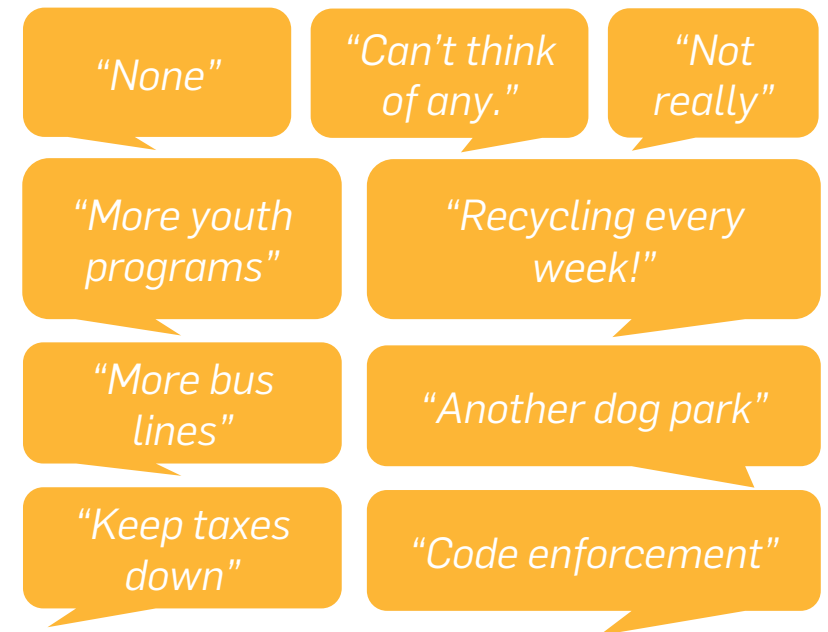 “None”
“Can’t think
of any.”
“Not
really”
“More youth
programs”
“Recycling every
week!”
“More bus
lines”
“Another dog park”
“Keep taxes
down”
“Code enforcement”